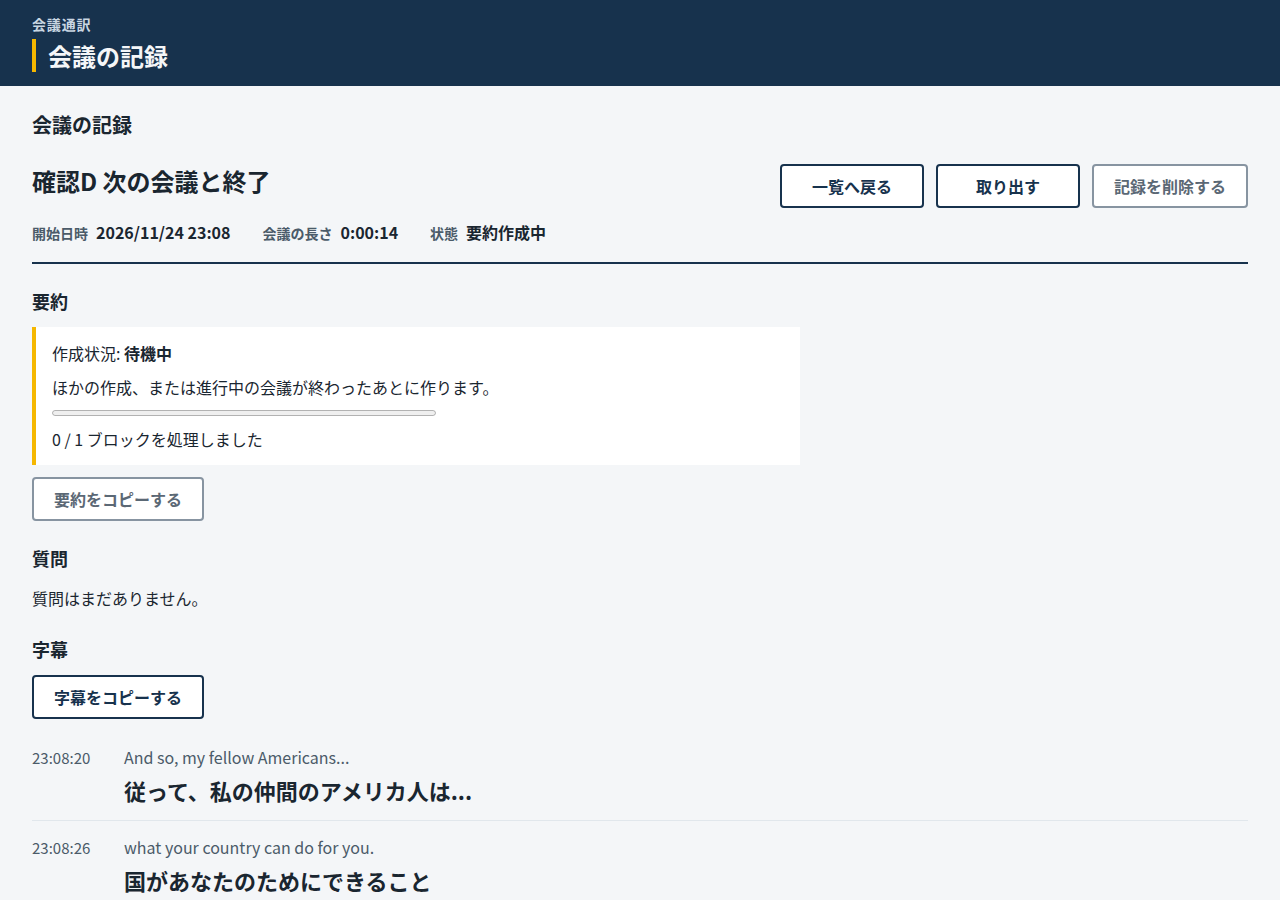 会議通訳
会議の記録
会議の記録
確認D 次の会議と終了
一覧へ戻る
取り出す
記録を削除する
開始日時 2026/11/24 23:08 会議の長さ 0:00:14 状態 要約作成中
要約
作成状況: 待機中
ほかの作成、または進行中の会議が終わったあとに作ります。
0 / 1 ブロックを処理しました
要約をコピーする
質問
質問はまだありません。
字幕
字幕をコピーする
23:08:20 And so, my fellow Americans...
従って、私の仲間のアメリカ人は...
23:08:26 what your country can do for you.
国があなたのためにできること